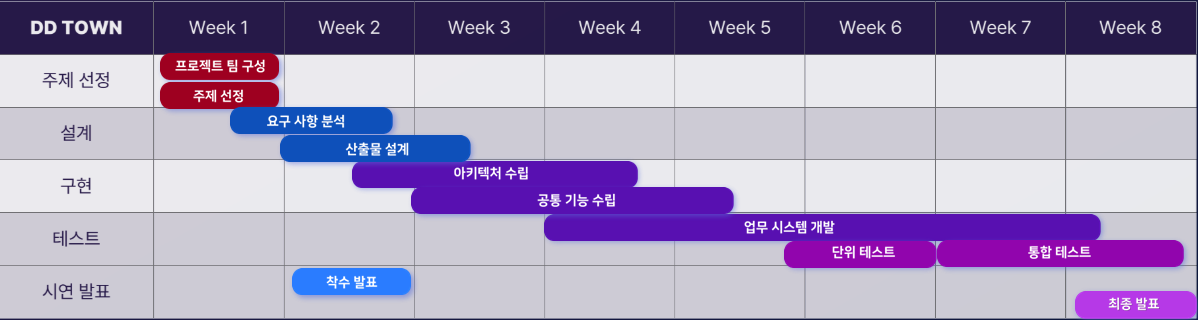 DD TOWN Week 1 Week 2 Week 3 Week 4 Week 5 Week 6 Week 7 Week 8
주제 선정
프로젝트 팀 구성
주제 선정
설계
요구 사항 분석
산출물 설계
구현
아키텍처 수립
공통 기능 수립
업무 시스템 개발
테스트
단위 테스트
통합 테스트
시연 발표
착수 발표
최종 발표